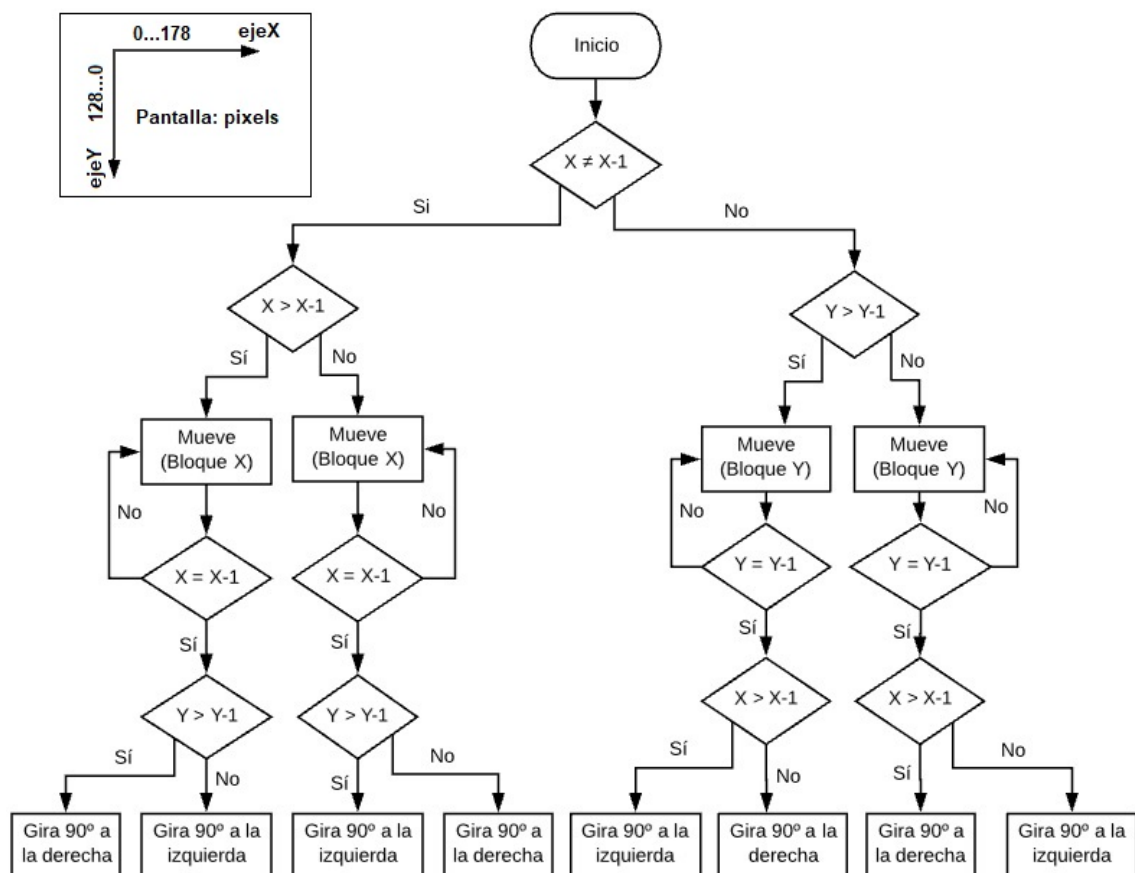 0...178 ejeX
128...0
ejeY
Pantalla: pixels
Inicio
X ≠ X-1
Si
No
X > X-1
Y > Y-1
Sí
No
Sí
No
Mueve
(Bloque X)
Mueve
(Bloque X)
Mueve
(Bloque Y)
Mueve
(Bloque Y)
No
No
No
No
X = X-1
X = X-1
Y = Y-1
Y = Y-1
Sí
Sí
Sí
Sí
Y > Y-1
Y > Y-1
X > X-1
X > X-1
Sí
No
Sí
No
Sí
No
Sí
No
Gira 90º a
la derecha
Gira 90º a la
izquierda
Gira 90º a la
izquierda
Gira 90º a
la derecha
Gira 90º a la
izquierda
Gira 90º a la
derecha
Gira 90º a
la derecha
Gira 90º a la
izquierda